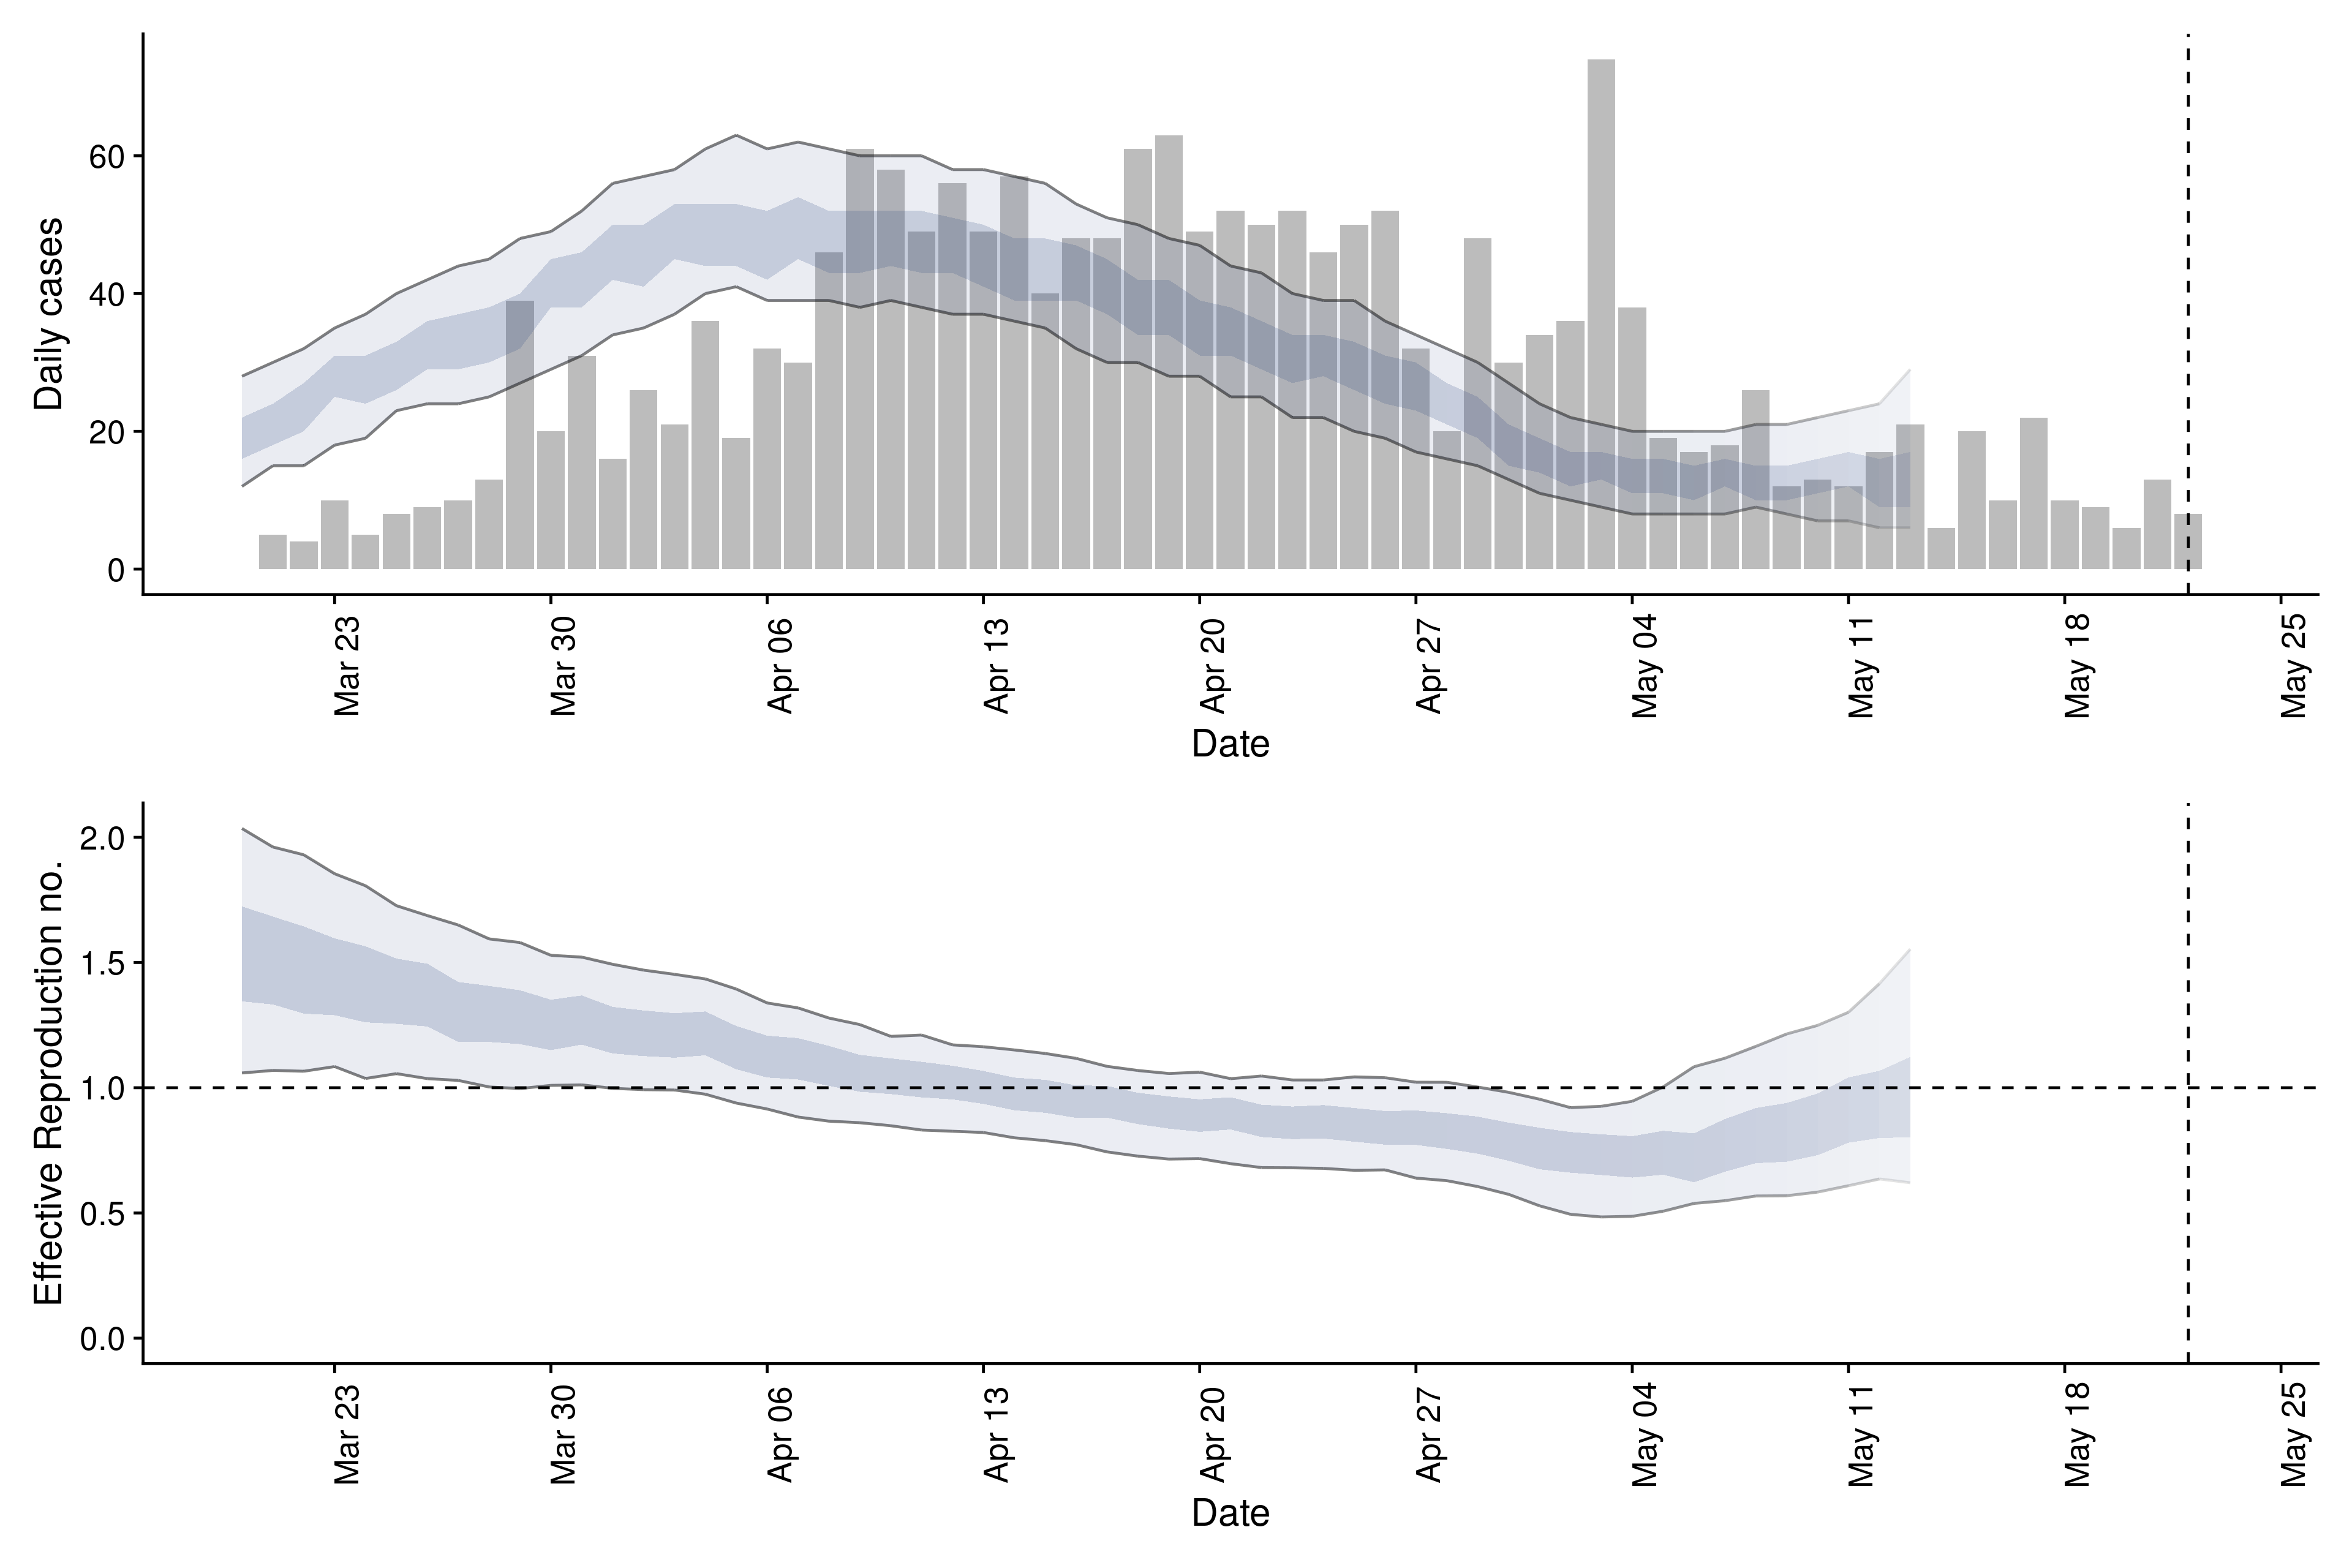 Daily cases
60
40
20
0
Mar 23
Mar 30
Apr 06
Apr 13
Apr 20
Apr 27
May 04
May 11
May 18
May 25
Date
Effective Reproduction no.
2.0
1.5
1.0
0.5
0.0
Mar 23
Mar 30
Apr 06
Apr 13
Apr 20
Apr 27
May 04
May 11
May 18
May 25
Date